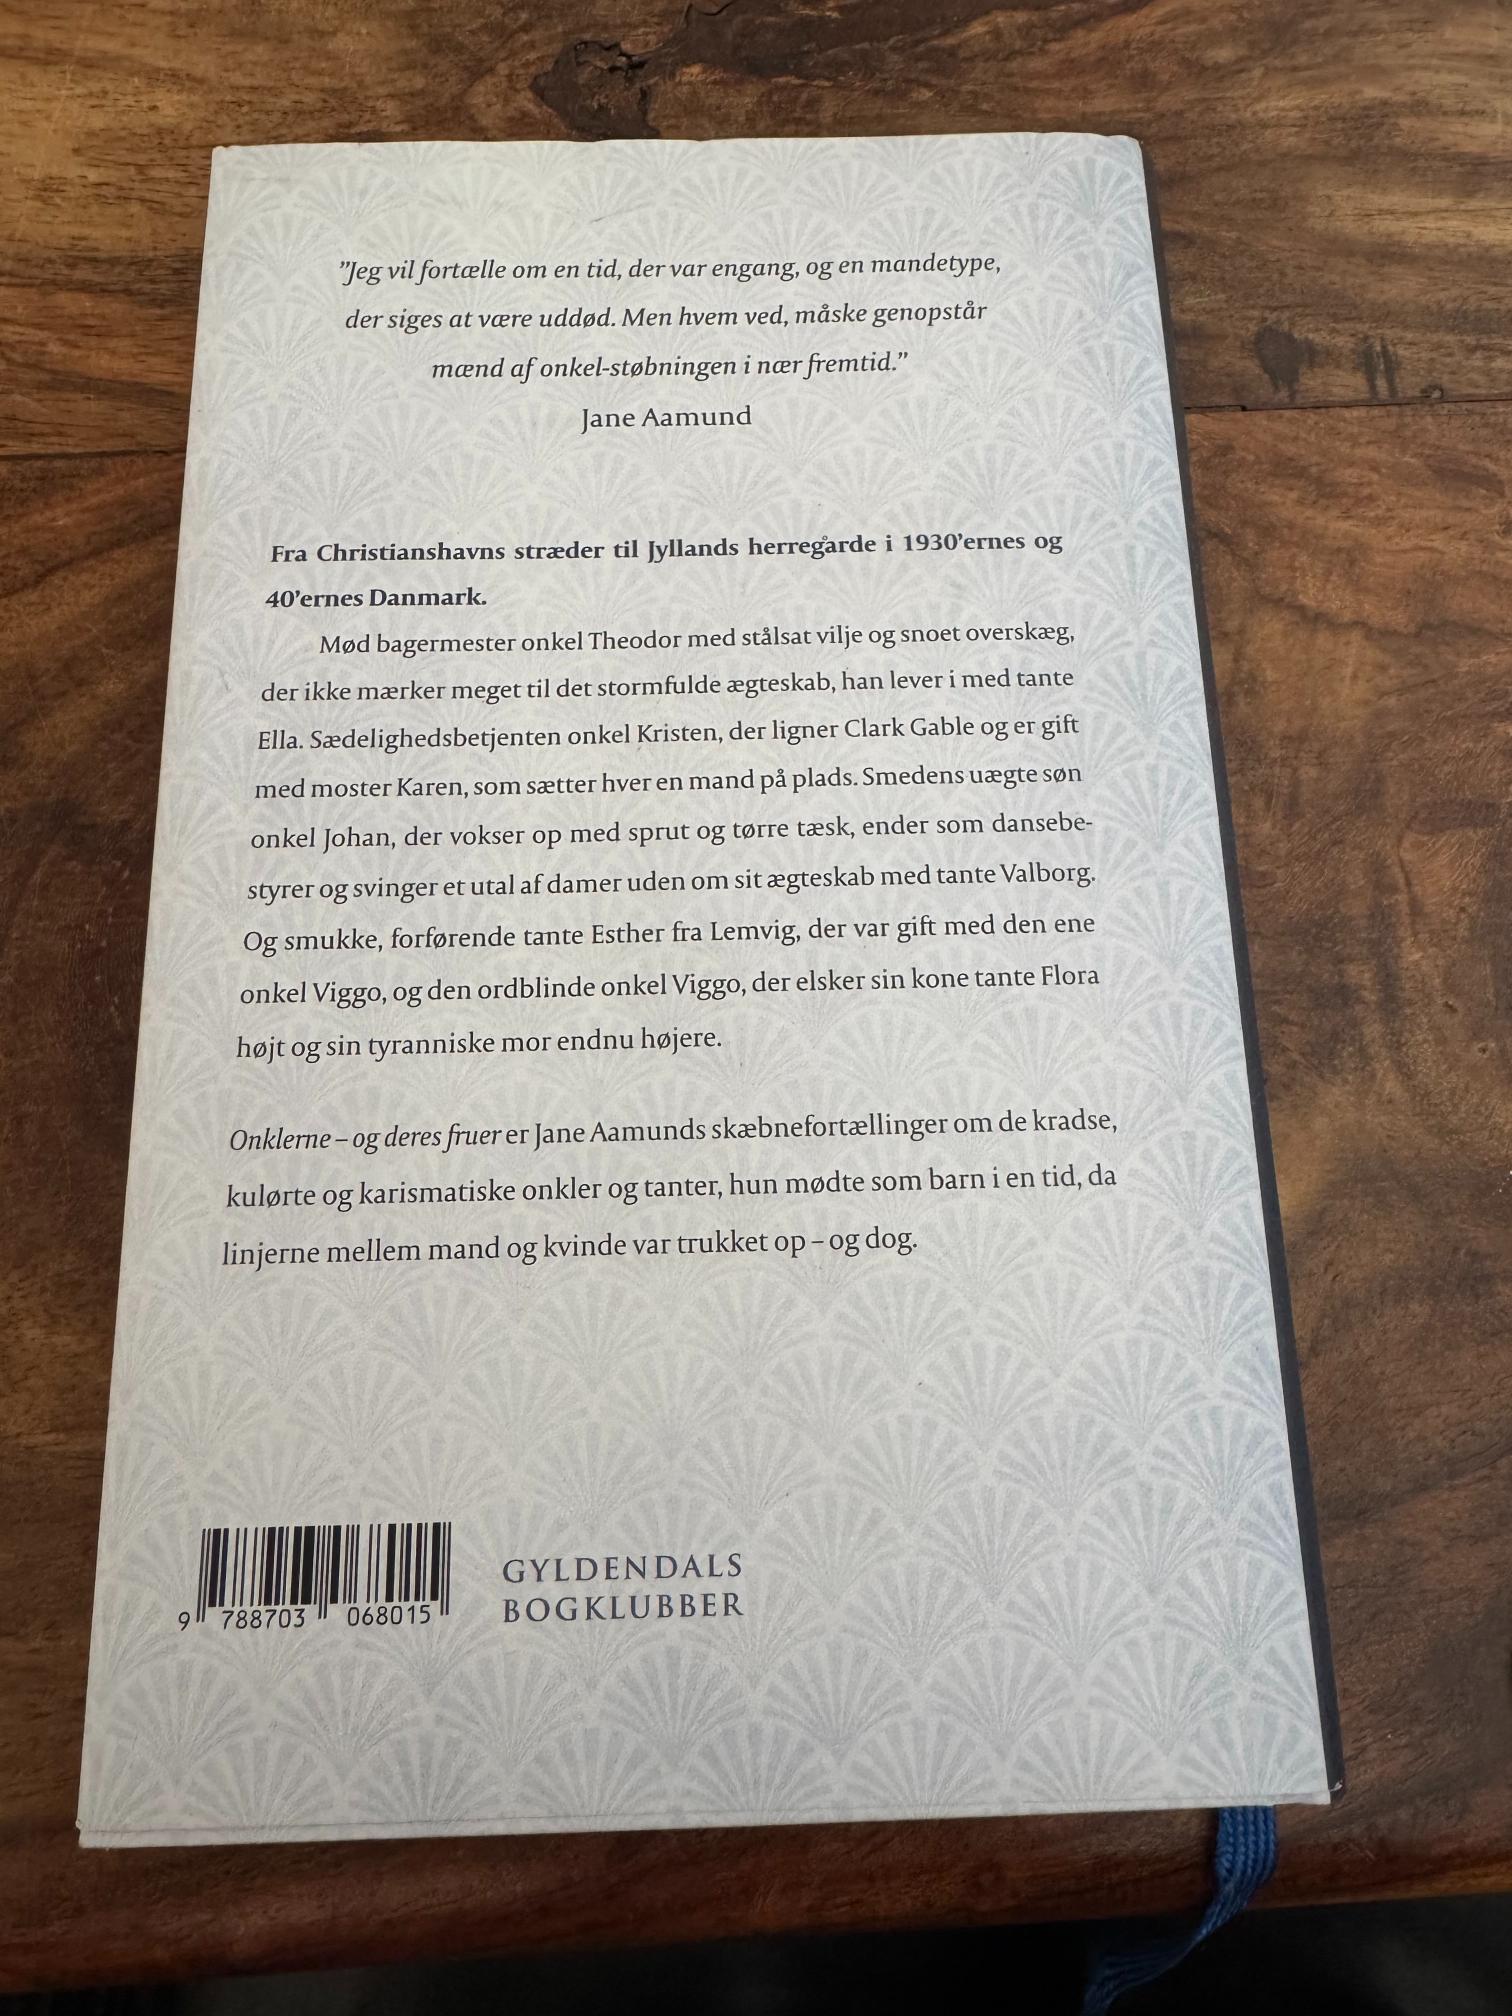 ”Jeg vil fortælle om en tid, der var engang, og en mandetype,
der siges at være uddød. Men hvem ved, måske genopstår
mænd af onkel-støbningen i nær fremtid.”
Jane Aamund
Fra Christianshavns stræder til Jyllands herregårde i 1930’ernes og
40’ernes Danmark.
Mød bagermester onkel Theodor med stålsat vilje og snoet overskæg,
der ikke mærker meget til det stormfulde ægteskab, han lever i med tante
Ella. Sædelighedsbetjenten onkel Kristen, der ligner Clark Gable og er gift
med moster Karen, som sætter hver en mand på plads. Smedens uægte søn
onkel Johan, der vokser op med sprut og tørre tæsk, ender som dansebe-
styrer og svinger et utal af damer uden om sit ægteskab med tante Valborg.
Og smukke, forførende tante Esther fra Lemvig, der var gift med den ene
onkel Viggo, og den ordblinde onkel Viggo, der elsker sin kone tante Flora
højt og sin tyranniske mor endnu højere.
Onklerne – og deres fruer er Jane Aamunds skæbnefortællinger om de kradse,
kulørte og karismatiske onkler og tanter, hun mødte som barn i en tid, da
linjerne mellem mand og kvinde var trukket op – og dog.
GYLDENDALS
BOGKLUBBER
9 788703 068015